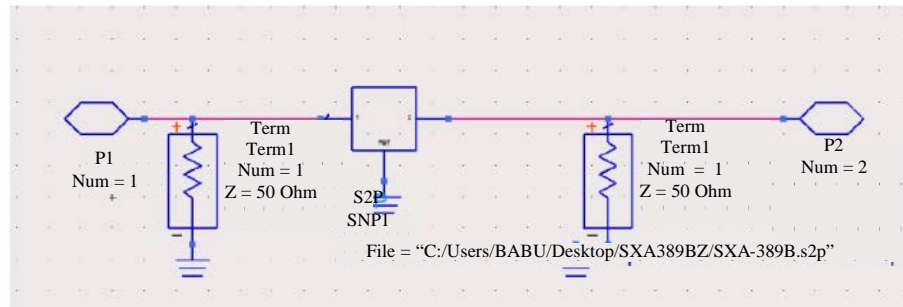 P1
Num = 1
Term
Term1
Num = 1
Z = 50 Ohm
S2P
SNP1
Term
Term1
Num = 1
Z = 50 Ohm
P2
Num = 2
File = “C:/Users/BABU/Desktop/SXA389BZ/SXA-389B.s2p”